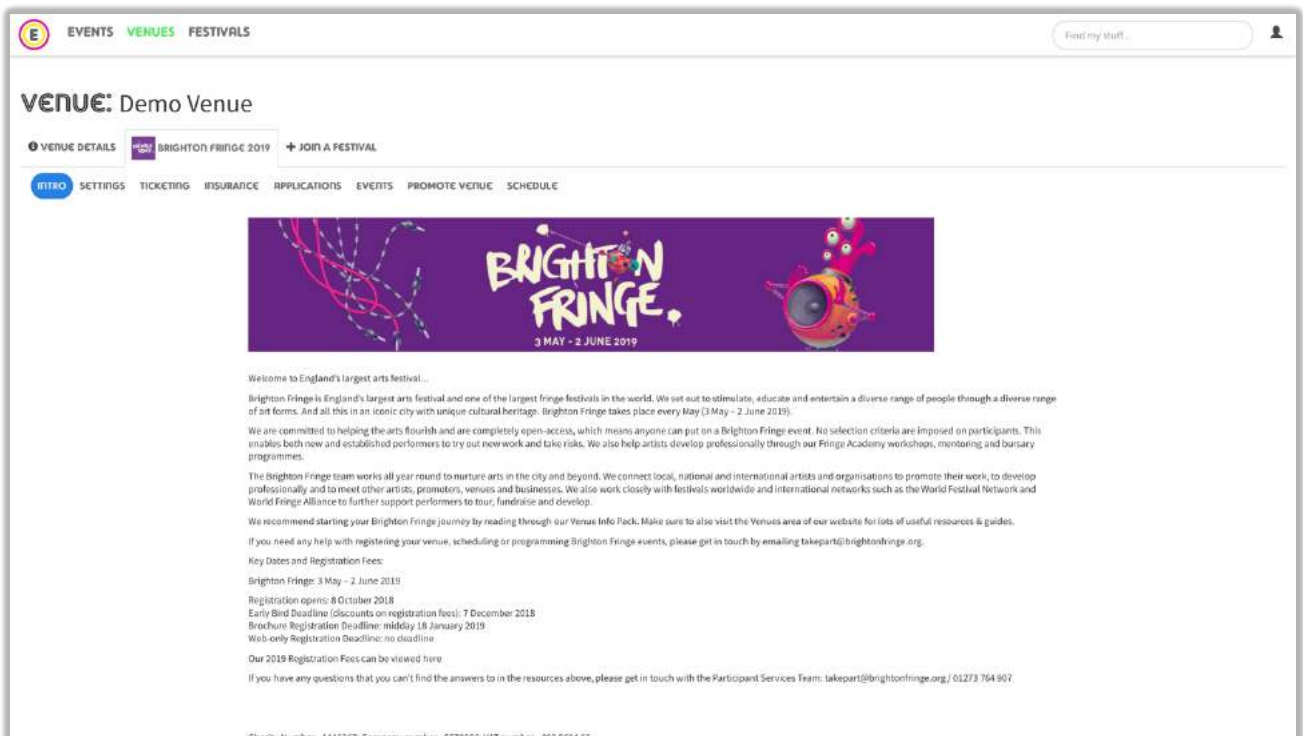 E
EVENTS VENUES FESTIVALS
Find my stuff...
VENUE: Demo Venue
VENUE DETAILS
BRIGHTON FRINGE 2019
+ JOIN A FESTIVAL
INTRO SETTINGS TICKETING INSURANCE APPLICATIONS EVENTS PROMOTE VENUE SCHEDULE
BRIGHTON
FRINGE.
3 MAY - 2 JUNE 2019
Welcome to England's largest arts festival...
Brighton Fringe is England's largest arts festival and one of the largest fringe festivals in the world. We set out to stimulate, educate and entertain a diverse range of people through a diverse range
of art forms. And all this in an iconic city with unique cultural heritage. Brighton Fringe takes place every May (3 May – 2 June 2019).
We are committed to helping the arts flourish and are completely open-access, which means anyone can put on a Brighton Fringe event. No selection criteria are imposed on participants. This
enables both new and established performers to try out new work and take risks. We also help artists develop professionally through our Fringe Academy workshops, mentoring and bursary
programmes.
The Brighton Fringe team works all year round to nurture arts in the city and beyond. We connect local, national and international artists and organisations to promote their work, to develop
professionally and to meet other artists, promoters, venues and businesses. We also work closely with festivals worldwide and international networks such as the World Festival Network and
World Fringe Alliance to further support performers to tour, fundraise and develop.
We recommend starting your Brighton Fringe journey by reading through our Venue Info Pack. Make sure to also visit the Venues area of our website for lots of useful resources & guides.
If you need any help with registering your venue, scheduling or programming Brighton Fringe events, please get in touch by emailing takepart@brightonfringe.org.
Key Dates and Registration Fees:
Brighton Fringe: 3 May – 2 June 2019
Registration opens: 8 October 2018
Early Bird Deadline (discounts on registration fees): 7 December 2018
Brochure Registration Deadline: midday 18 January 2019
Web-only Registration Deadline: no deadline
Our 2019 Registration Fees can be viewed here
If you have any questions that you can't find the answers to in the resources above, please get in touch with the Participant Services Team: takepart@brightonfringe.org / 01273 764 907